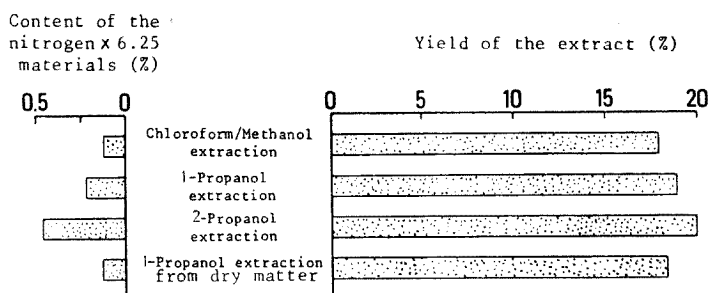 Content of the
nitrogen x 6.25
materials (%)
Yield of the extract (%)
0.5 0
0 5 10 15 20
Chloroform/Methanol
extraction
1-Propanol
extraction
2-Propanol
extraction
1-Propanol extraction
from dry matter